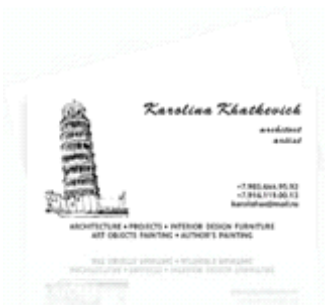 Karolina Khatkevich
architect
artist
ARCHITECTURE • PROJECTS • INTERIOR DESIGN FURNITURE
ART OBJECTS PAINTING • AUTHOR'S PAINTING